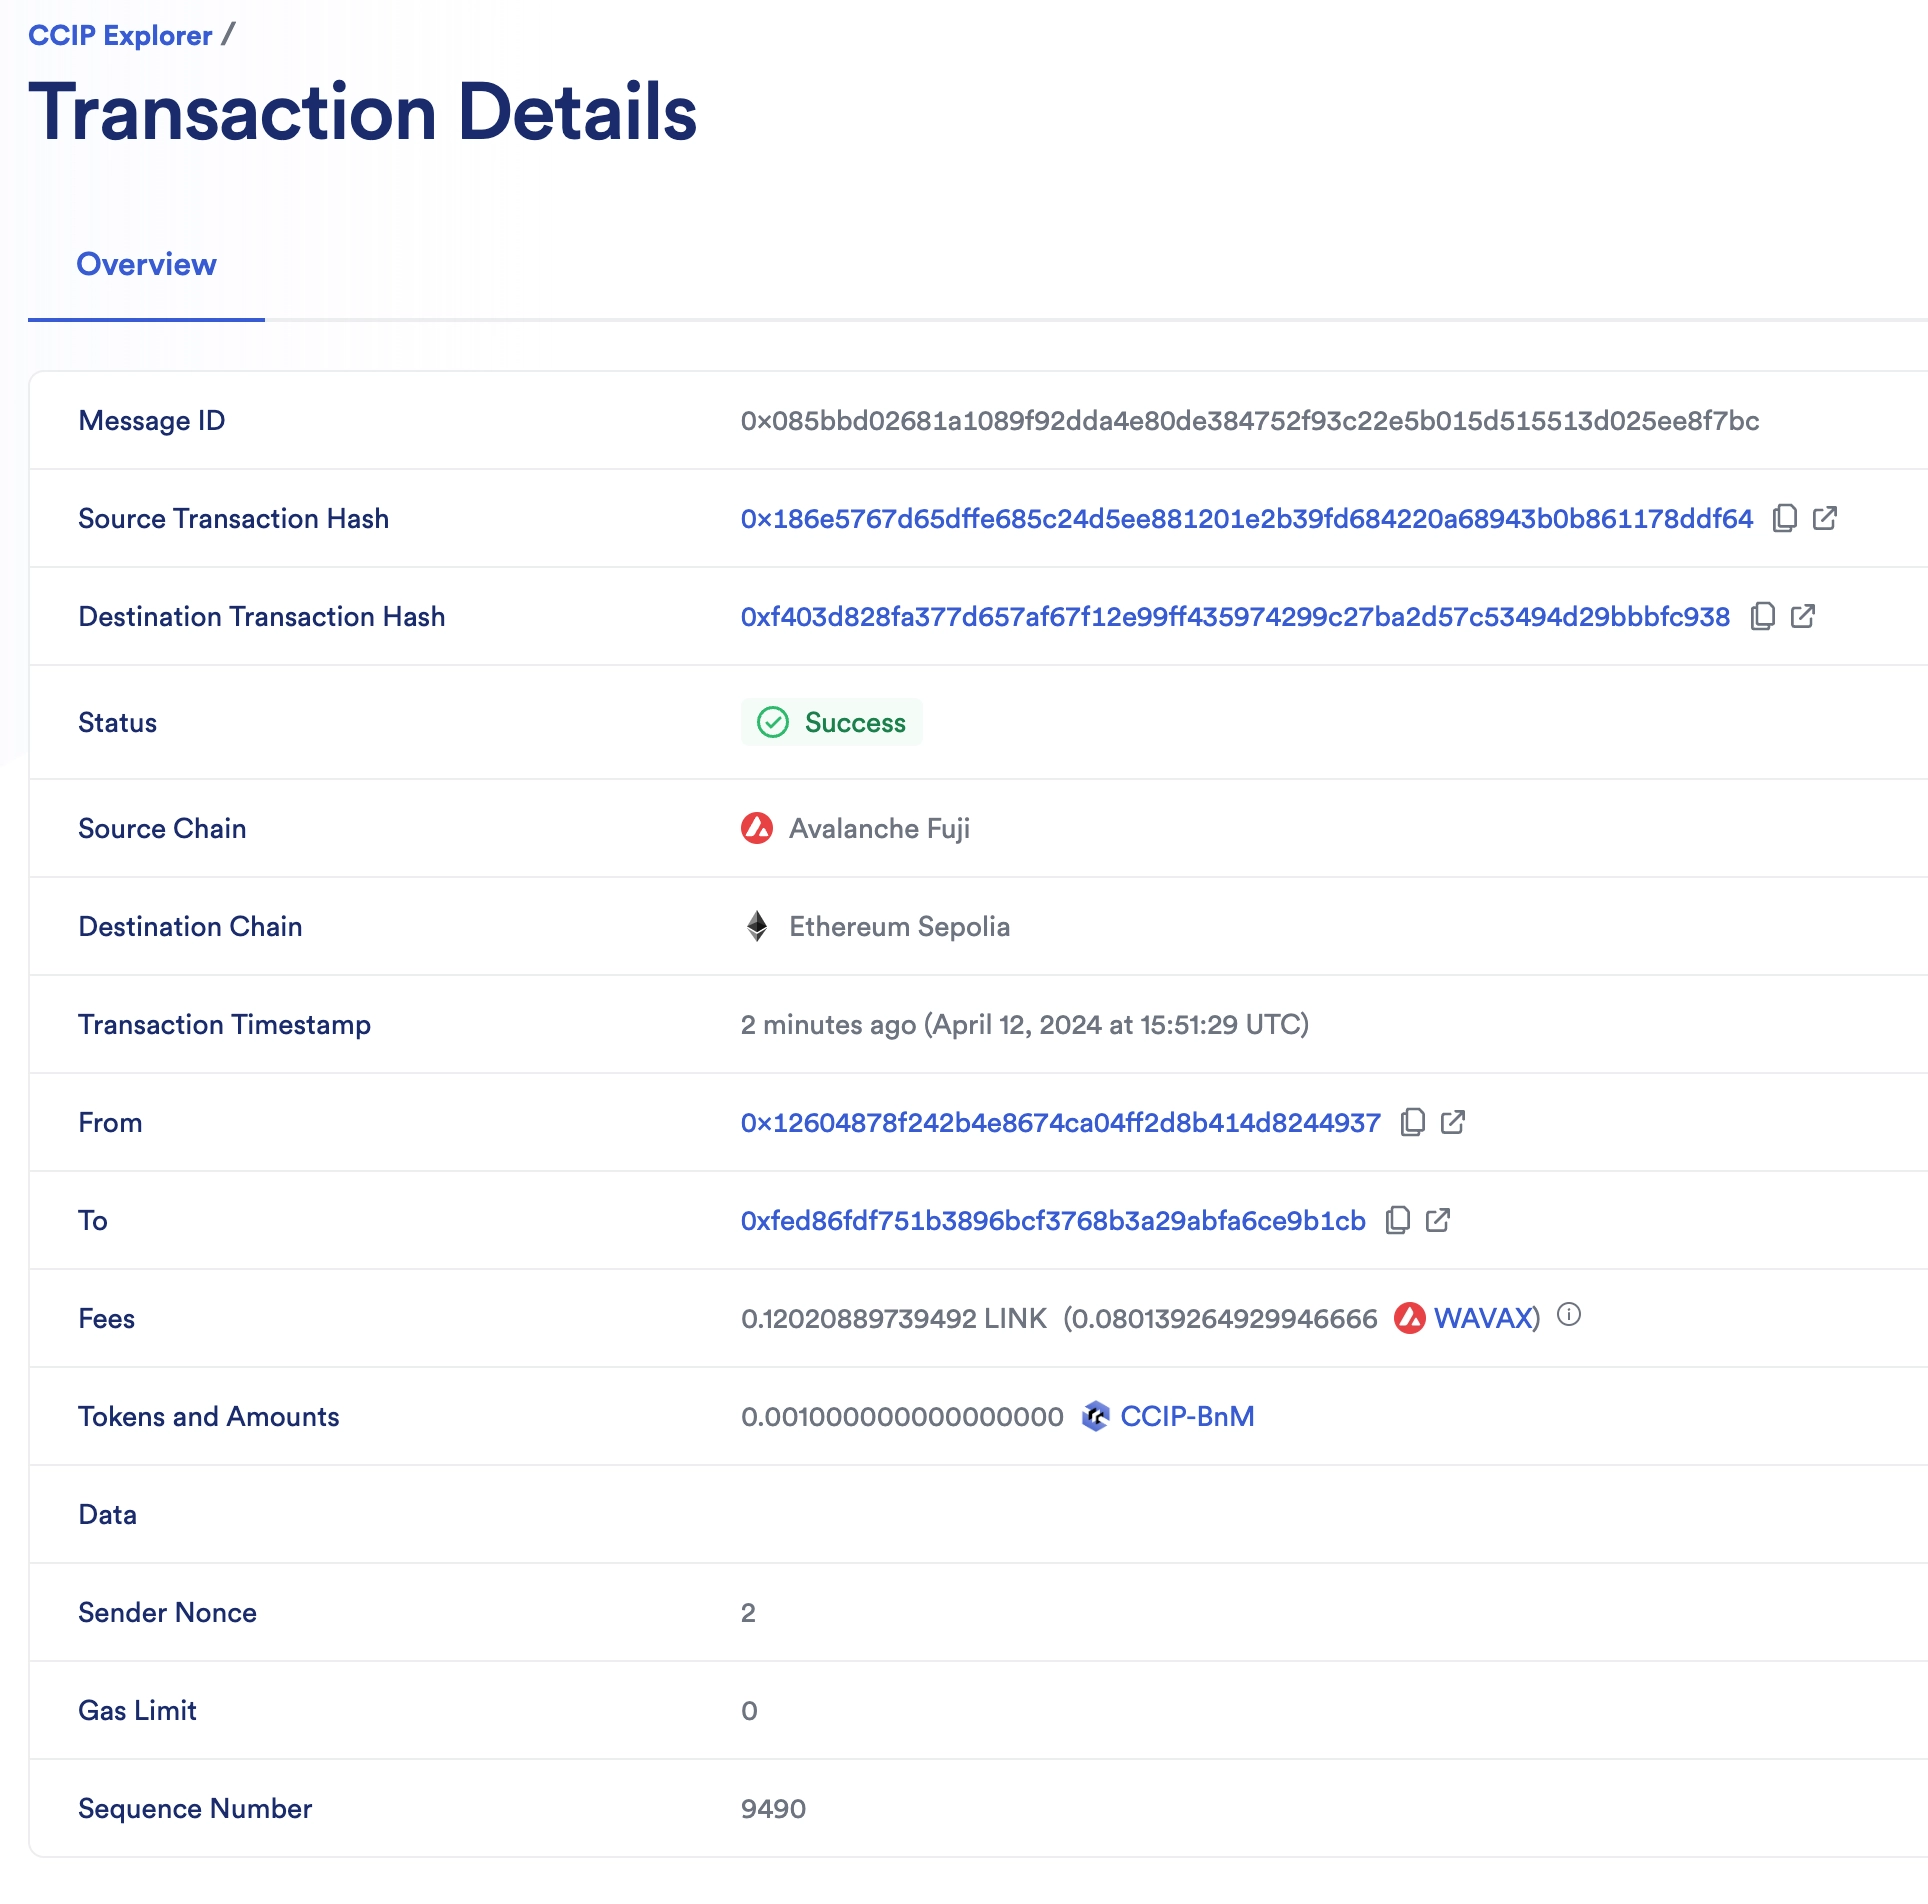 CCIP Explorer /
Transaction Details
Overview
Message ID 0x085bbd02681a1089f92dda4e80de384752f93c22e5b015d515513d025ee8f7bc
Source Transaction Hash 0x186e5767d65dffe685c24d5ee881201e2b39fd684220a68943b0b861178ddf64
Destination Transaction Hash 0xf403d828fa377d657af67f12e99ff435974299c27ba2d57c53494d29bbbfc938
Status Success
Source Chain Avalanche Fuji
Destination Chain Ethereum Sepolia
Transaction Timestamp 2 minutes ago (April 12, 2024 at 15:51:29 UTC)
From 0x12604878f242b4e8674ca04ff2d8b414d8244937
To 0xfed86fdf751b3896bcf3768b3a29abfa6ce9b1cb
Fees 0.12020889739492 LINK (0.080139264929946666 WAVAX)
Tokens and Amounts 0.001000000000000000 CCIP-BnM
Data
Sender Nonce 2
Gas Limit 0
Sequence Number 9490